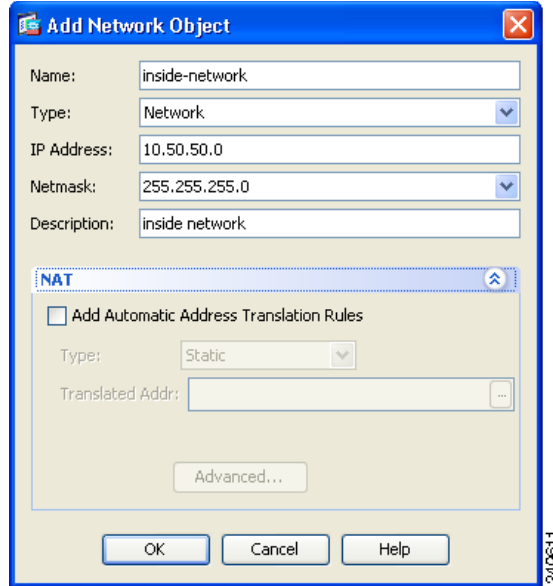 Add Network Object
Name: inside-network
Type: Network
IP Address: 10.50.50.0
Netmask: 255.255.255.0
Description: inside network
NAT
Add Automatic Address Translation Rules
Type: Static
Translated Addr: ...
Advanced...
OK Cancel Help
240611